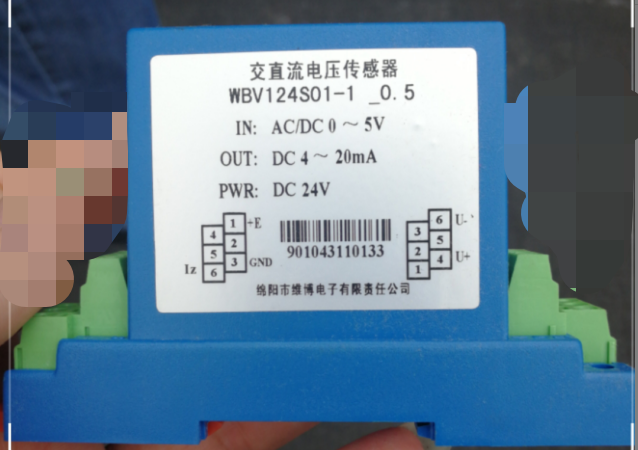 交直流电压传感器
WBV124S01-1 _0.5
IN: AC/DC 0～5V
OUT: DC 4～20mA
PWR: DC 24V
1 +E
4
2
5
3 GND
Iz 6
901043110133
6 U-
3
5
2
4 U+
1
绵阳市维博电子有限责任公司